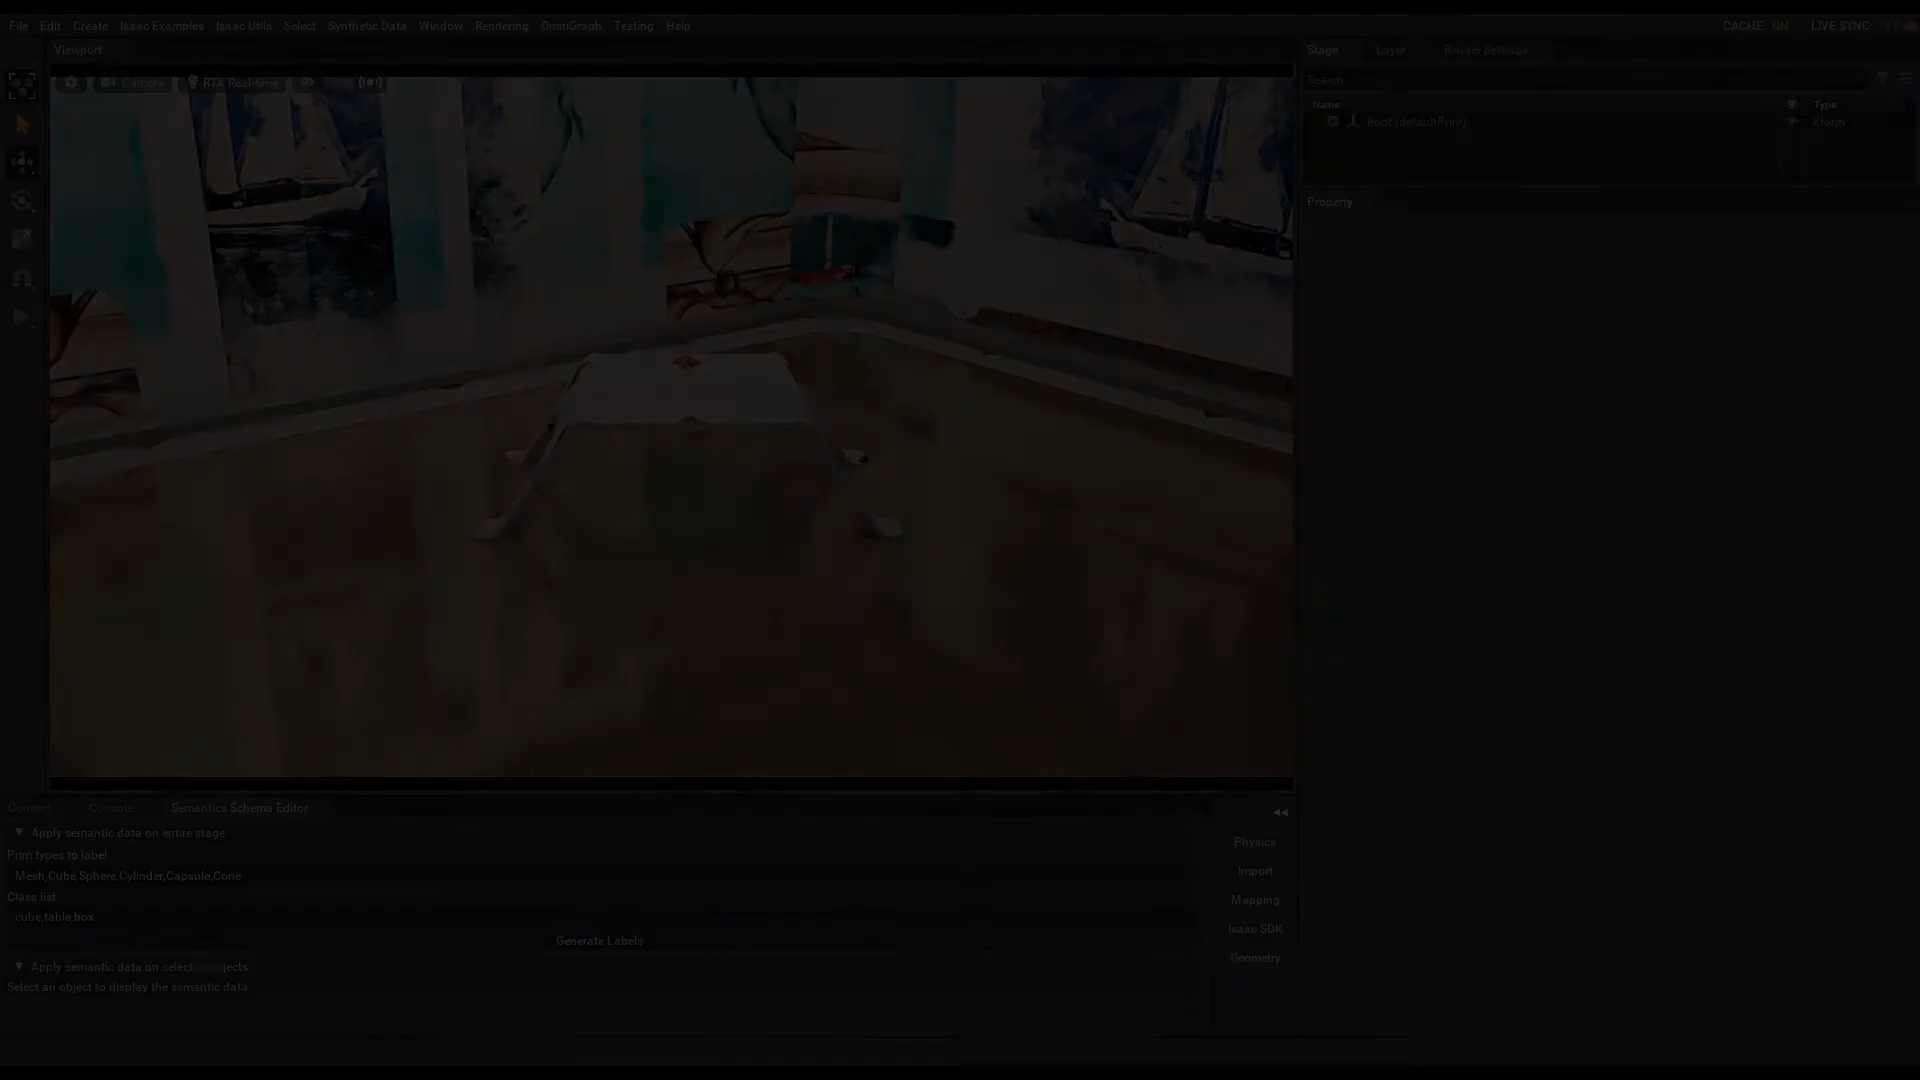 File Edit Create Isaac Examples Isaac Utils Select Synthetic Data Window Rendering OmniGraph Testing Help CACHE: ON LIVE SYNC:
Viewport Stage Layer Render Settings
Camera RTX Real-time Search
Name Type
Root (defaultPrim) Xform
Property
Content Console Semantics Schema Editor
Apply semantic data on entire stage
Prim types to label Physics
Mesh,Cube,Sphere,Cylinder,Capsule,Cone Import
Class list Mapping
cube,table,box
Isaac SDK
Generate Labels
Geometry
Apply semantic data on select jects
Select an object to display the semantic data